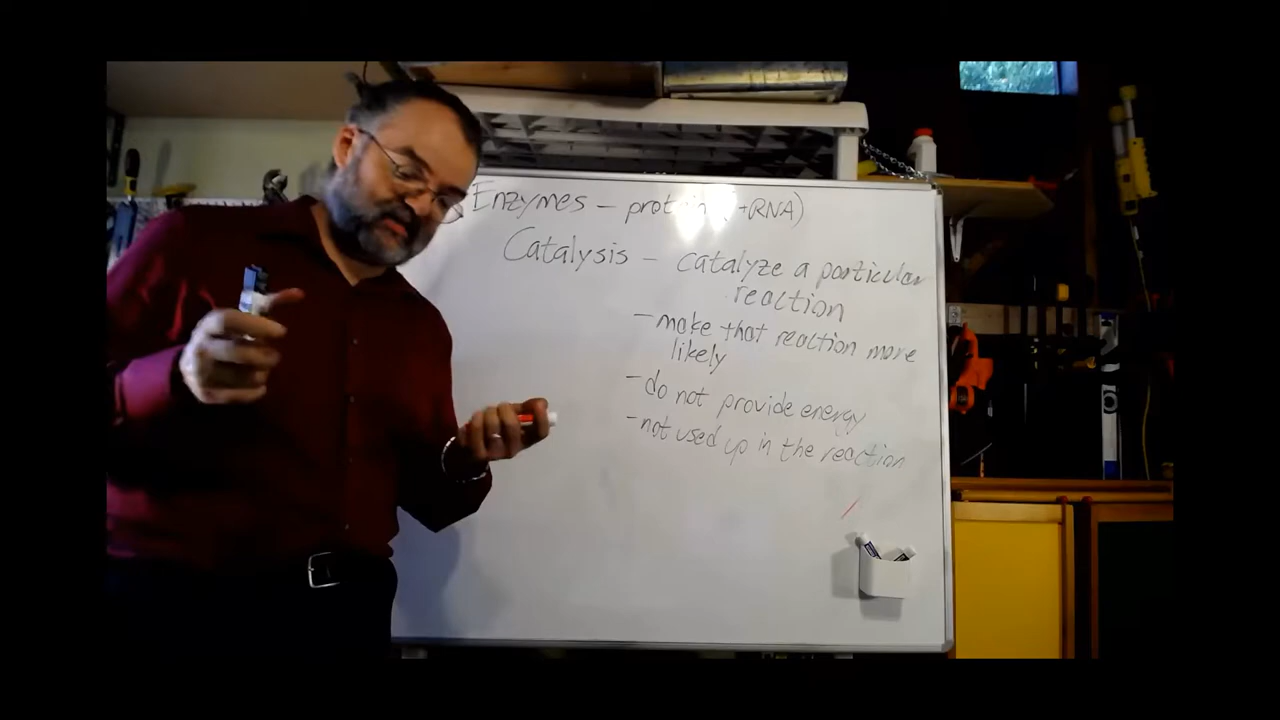 Enzymes - protein (+RNA)
Catalysis - catalyze a particular
reaction
- make that reaction more
likely
- do not provide energy
- not used up in the reaction